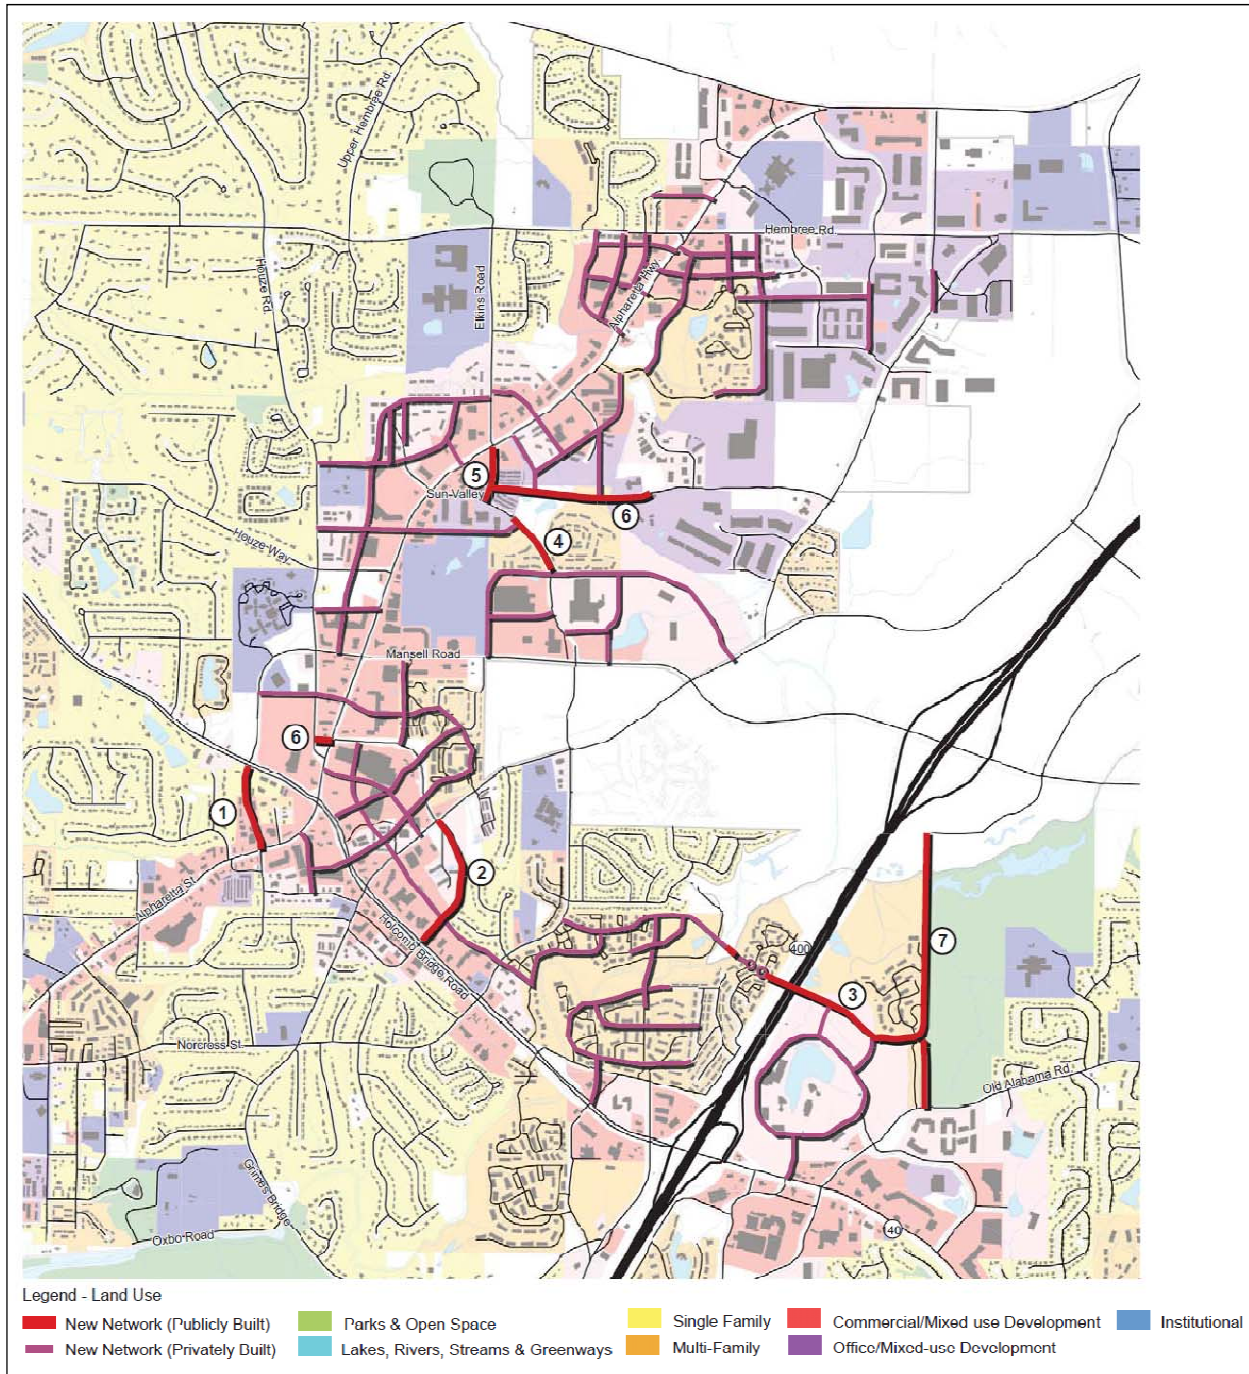 Upper Hembree Rd.
Hembree Rd.
Houze Rd.
Elkins Road
Alpharetta Hwy.
5
Sun Valley
6
4
Houze Way
Mansell Road
6
1
2
Alpharetta St.
Holcomb Bridge Road
400
7
3
Norcross St.
Old Alabama Rd.
Grimes Bridge
Oxbo Road
140
Legend - Land Use
New Network (Publicly Built)
Parks & Open Space
Single Family
Commercial/Mixed use Development
Institutional
New Network (Privately Built)
Lakes, Rivers, Streams & Greenways
Multi-Family
Office/Mixed-use Development